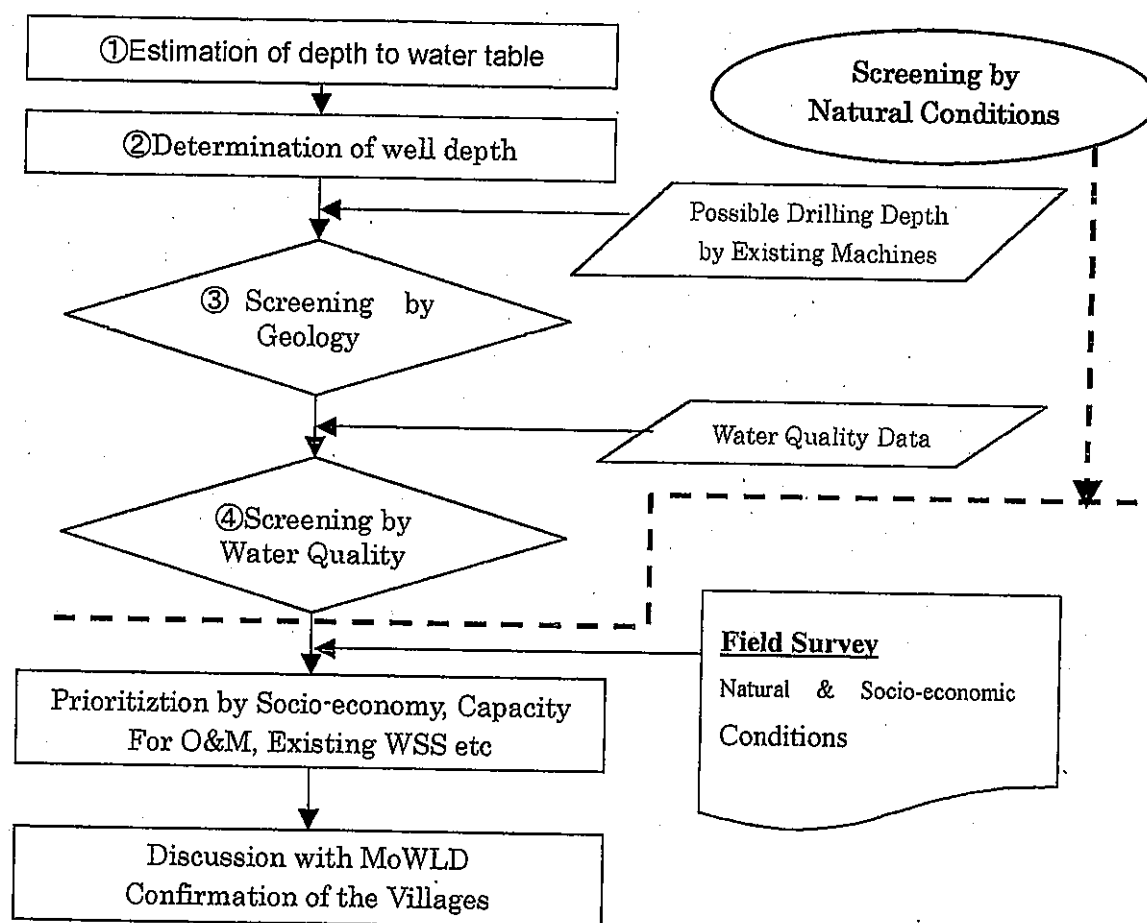 ①Estimation of depth to water table
Screening by
Natural Conditions
②Determination of well depth
Possible Drilling Depth
by Existing Machines
③ Screening by
Geology
Water Quality Data
④Screening by
Water Quality
Field Survey
Natural & Socio-economic
Conditions
Prioritiztion by Socio-economy, Capacity
For O&M, Existing WSS etc
Discussion with MoWLD
Confirmation of the Villages